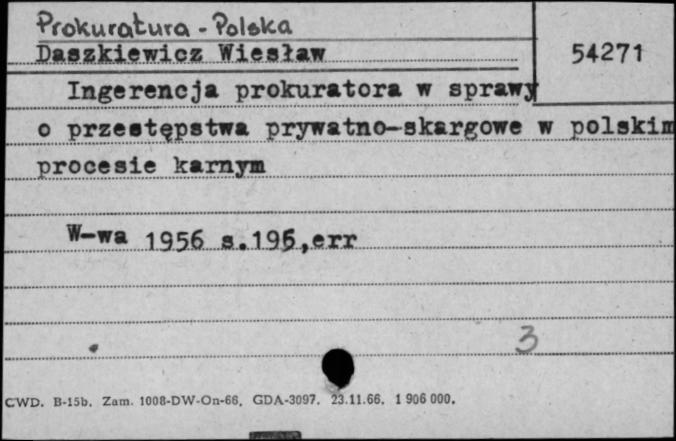 Prokuratura - Polska
Daszkiewicz Wiesław
54271
Ingerencja prokuratora w sprawy
o przestępstwa prywatno-skargowe w polskim
procesie karnym
W-wa 1956 s.196,err
3
CWD. B-15b. Zam. 1008-DW-On-66. GDA-3097. 23.11.66. 1 906 000.